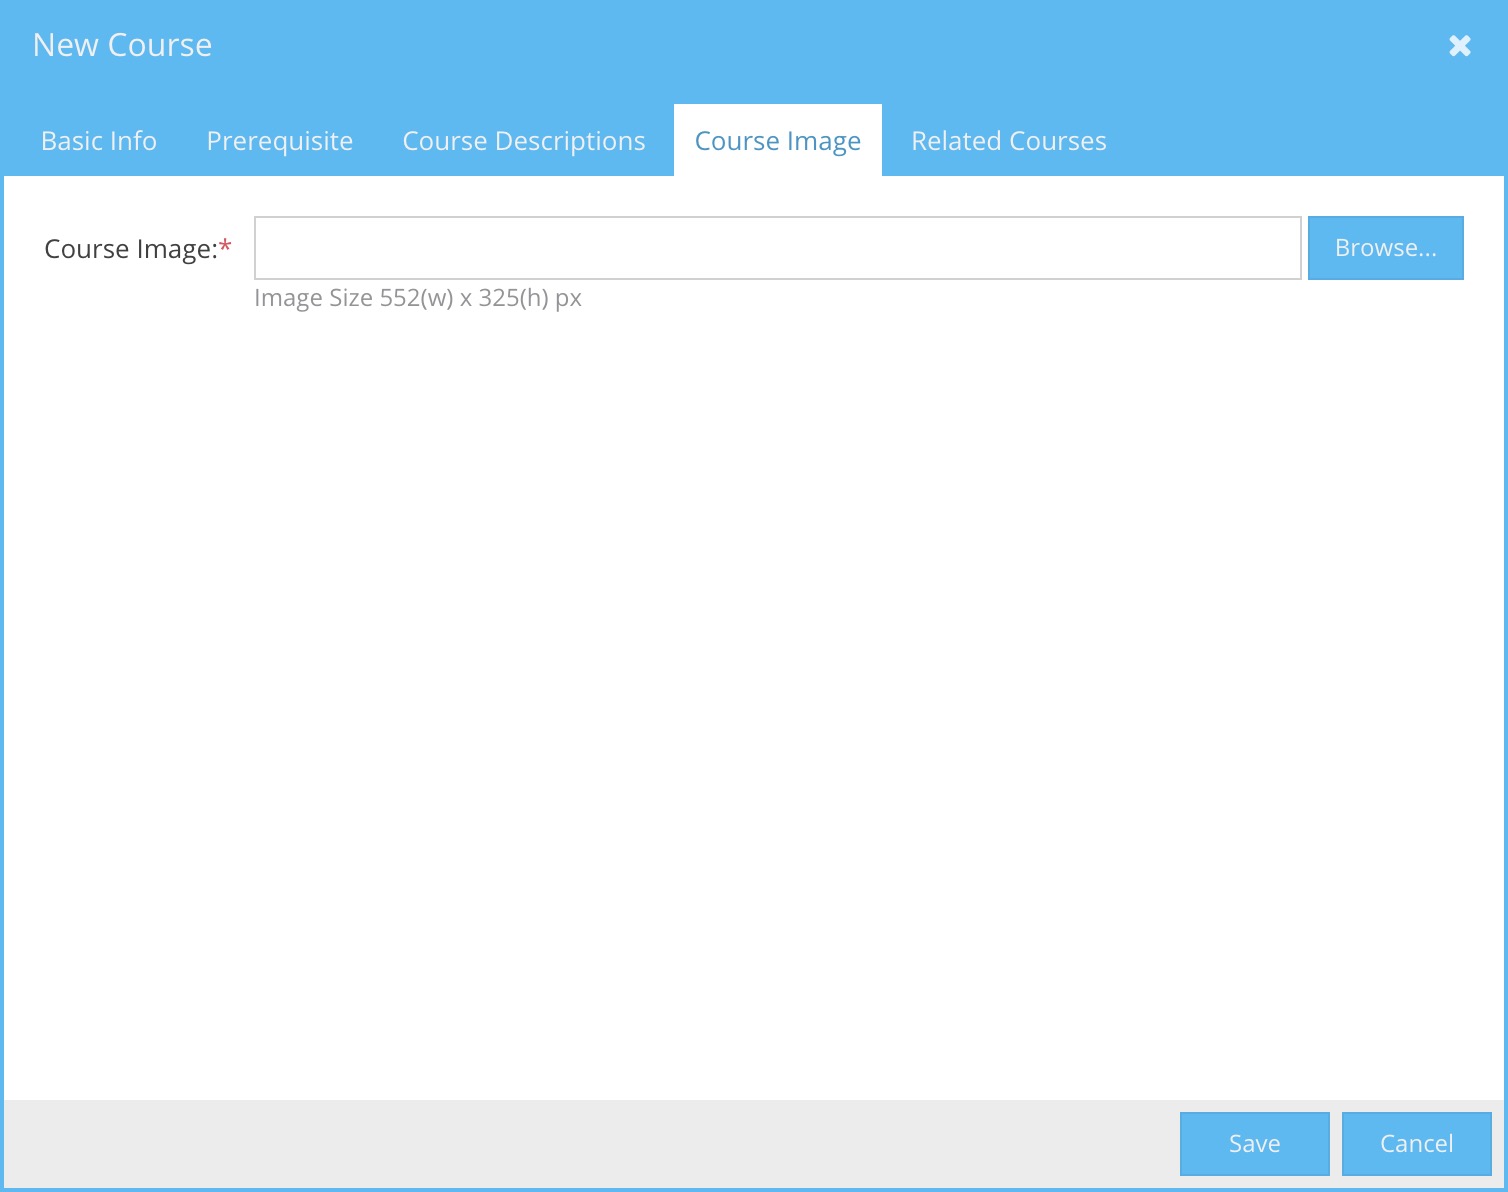 New Course
Basic Info Prerequisite Course Descriptions Course Image Related Courses
Course Image:* Browse...
Image Size 552(w) x 325(h) px
Save Cancel